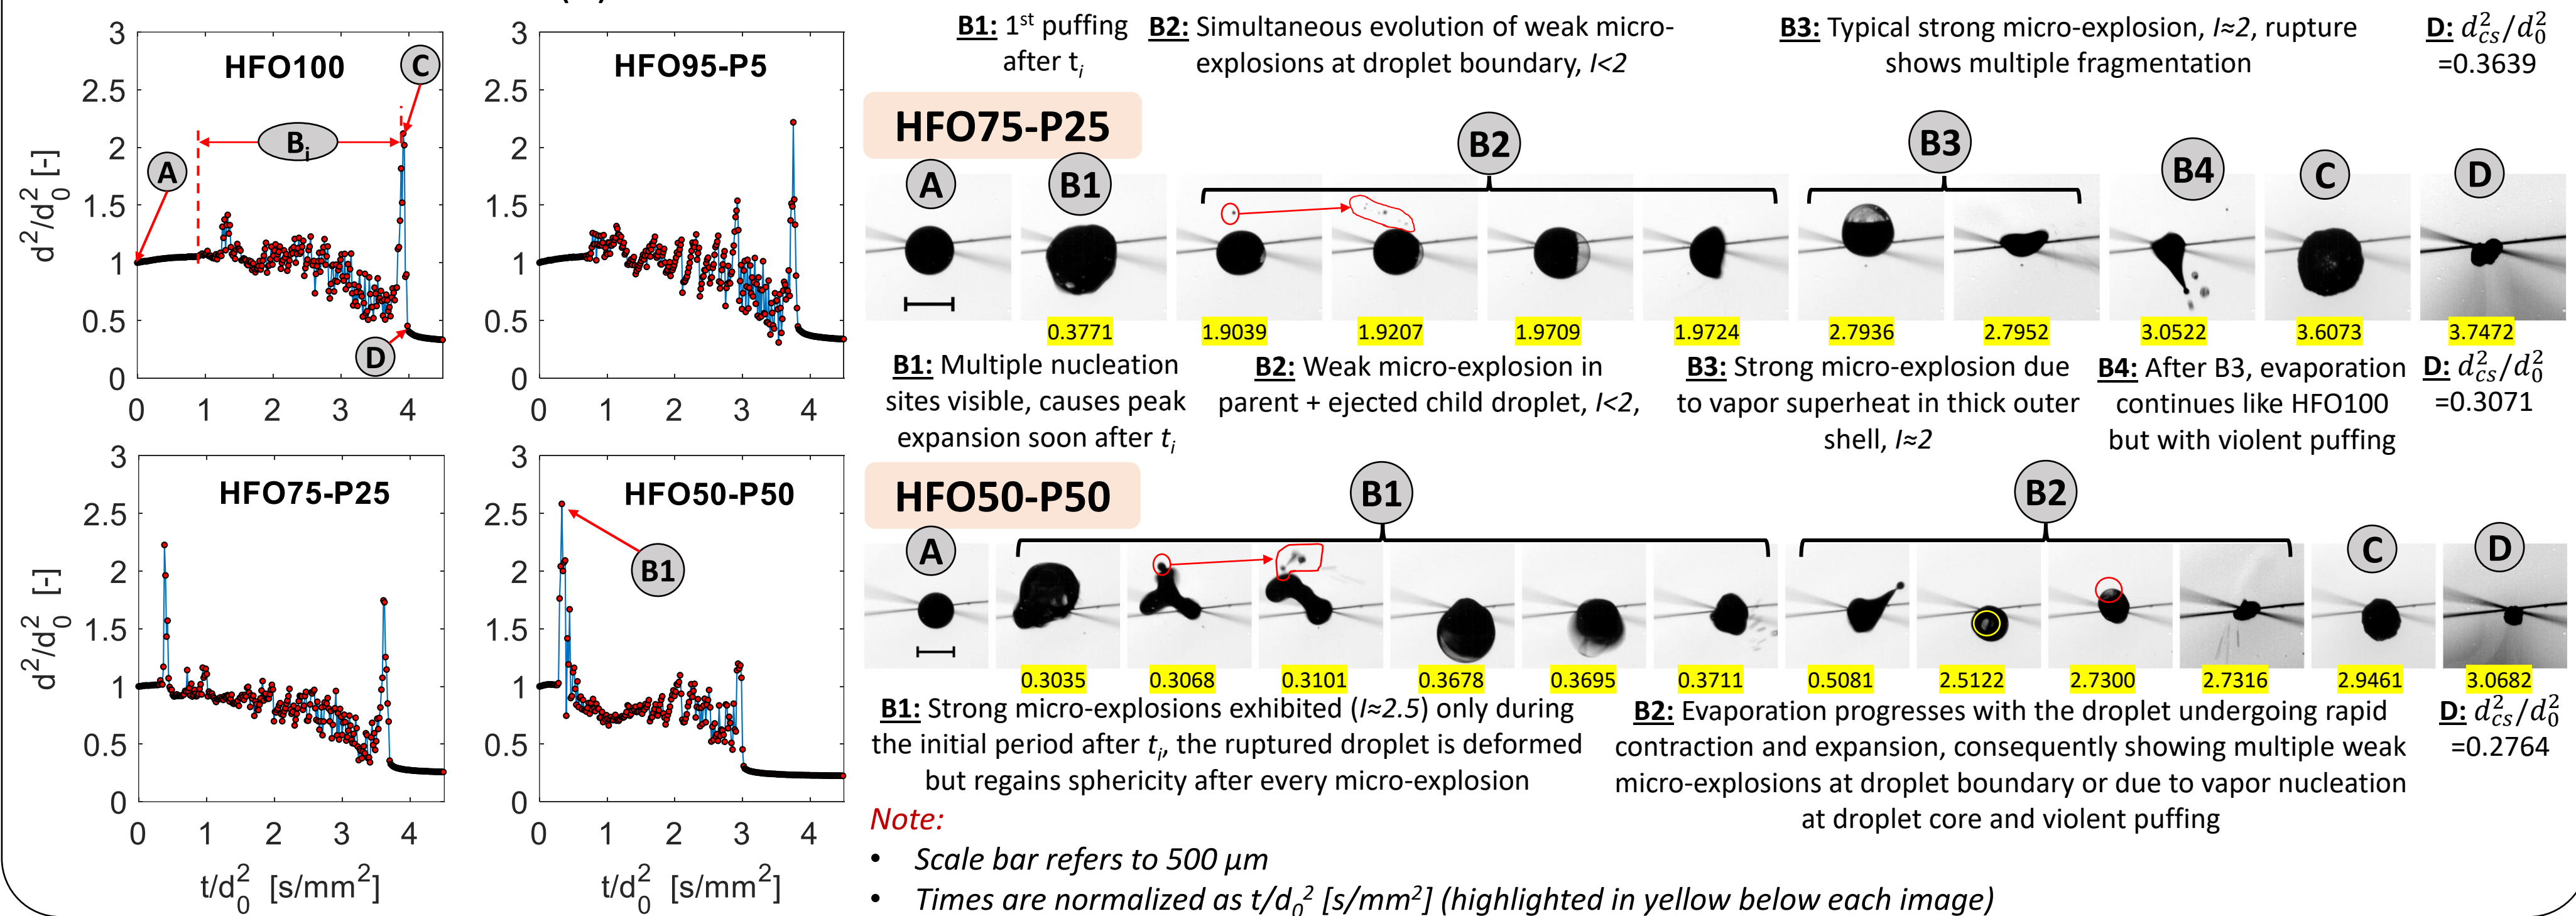 HFO100
HFO95-P5
A
B_i
C
D
d²/d₀² [-]
3
2.5
2
1.5
1
0.5
0
0 1 2 3 4
3
2.5
2
1.5
1
0.5
0
0 1 2 3 4
HFO75-P25
HFO50-P50
B1
d²/d₀² [-]
3
2.5
2
1.5
1
0.5
0
0 1 2 3 4
3
2.5
2
1.5
1
0.5
0
0 1 2 3 4
t/d₀² [s/mm²]
t/d₀² [s/mm²]
B1: 1st puffing
after t_i
B2: Simultaneous evolution of weak micro-
explosions at droplet boundary, I<2
B3: Typical strong micro-explosion, I≈2, rupture
shows multiple fragmentation
D: d_cs²/d₀²
=0.3639
HFO75-P25
A B1 B2 B3 B4 C D
0.3771 1.9039 1.9207 1.9709 1.9724 2.7936 2.7952 3.0522 3.6073 3.7472
B1: Multiple nucleation
sites visible, causes peak
expansion soon after t_i
B2: Weak micro-explosion in
parent + ejected child droplet, I<2,
B3: Strong micro-explosion due
to vapor superheat in thick outer
shell, I≈2
B4: After B3, evaporation
continues like HFO100
but with violent puffing
D: d_cs²/d₀²
=0.3071
HFO50-P50
A B1 B2 C D
0.3035 0.3068 0.3101 0.3678 0.3695 0.3711 0.5081 2.5122 2.7300 2.7316 2.9461 3.0682
B1: Strong micro-explosions exhibited (I≈2.5) only during
the initial period after t_i, the ruptured droplet is deformed
but regains sphericity after every micro-explosion
B2: Evaporation progresses with the droplet undergoing rapid
contraction and expansion, consequently showing multiple weak
micro-explosions at droplet boundary or due to vapor nucleation
at droplet core and violent puffing
D: d_cs²/d₀²
=0.2764
Note:
• Scale bar refers to 500 μm
• Times are normalized as t/d₀² [s/mm²] (highlighted in yellow below each image)